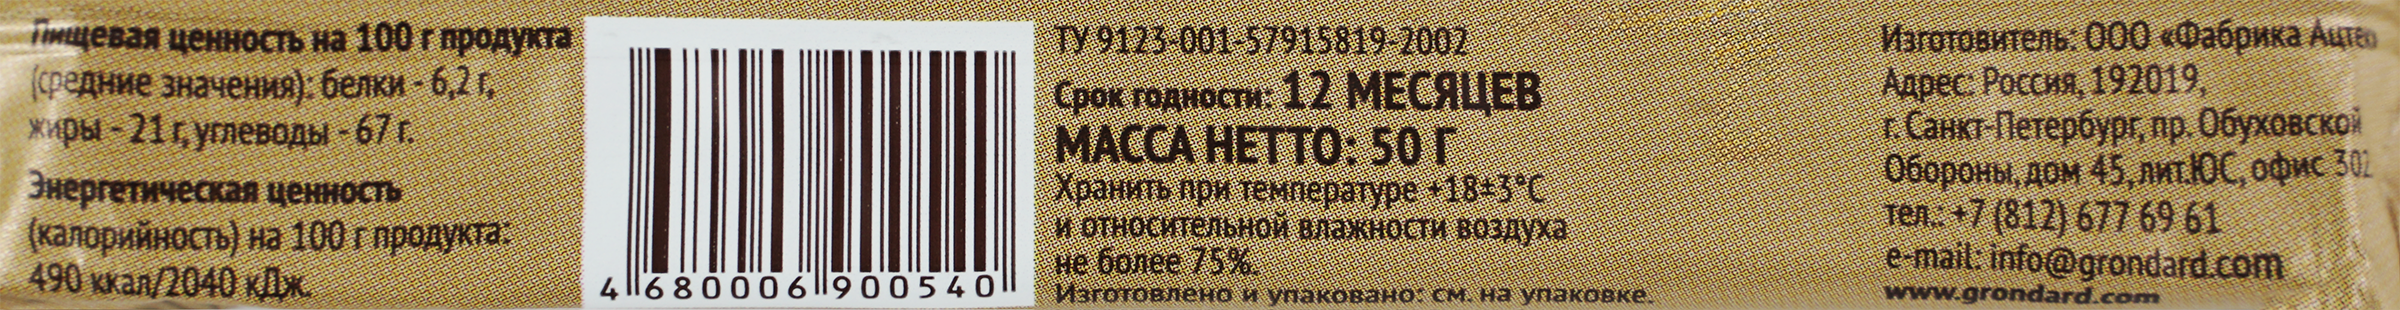 Пищевая ценность на 100 г продукта
(средние значения): белки - 6,2 г,
жиры - 21 г, углеводы - 67 г.
Энергетическая ценность
(калорийность) на 100 г продукта:
490 ккал/2040 кДж.
4 680006 900540
ТУ 9123-001-57915819-2002
Срок годности: 12 МЕСЯЦЕВ
МАССА НЕТТО: 50 Г
Хранить при температуре +18±3°С
и относительной влажности воздуха
не более 75%.
Изготовлено и упаковано: см. на упаковке.
Изготовитель: ООО «Фабрика
Адрес: Россия, 192019,
г. Санкт-Петербург, пр. Обуховской
Обороны, дом 45, лит.ЮС, офис 302
тел.: +7 (812) 677 69 61
e-mail: info@grondard.com
www.grondard.com